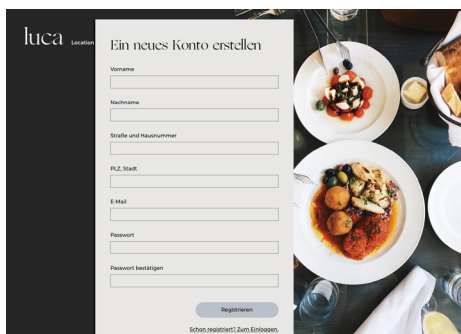 luca Location
Ein neues Konto erstellen
Vorname
Nachname
Straße und Hausnummer
PLZ, Stadt
E-Mail
Passwort
Passwort bestätigen
Registrieren
Schon registriert? Zum Einloggen.